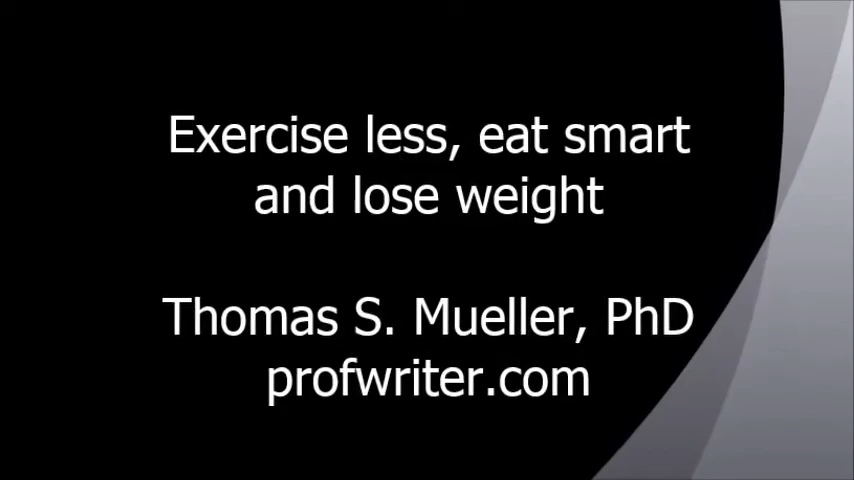 Exercise less, eat smart
and lose weight
Thomas S. Mueller, PhD
profwriter.com